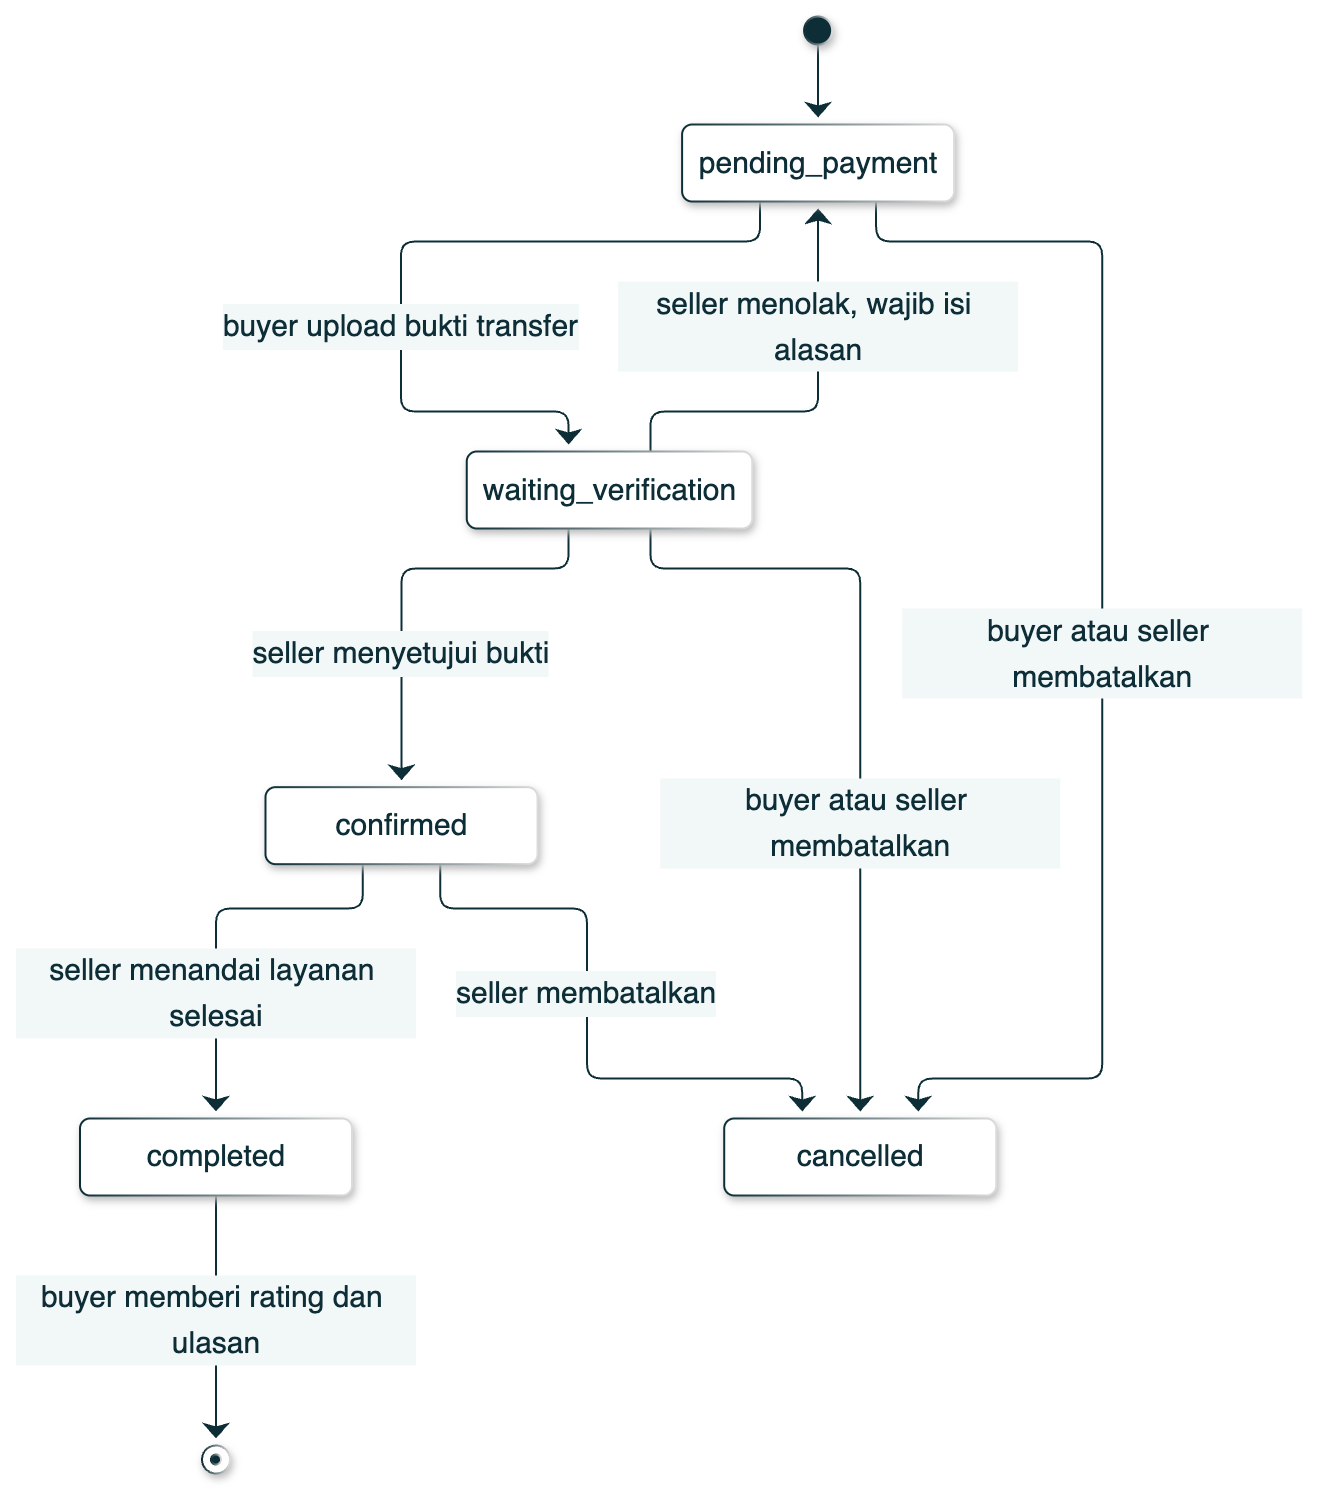 pending_payment
buyer upload bukti transfer
seller menolak, wajib isi
alasan
waiting_verification
seller menyetujui bukti
buyer atau seller
membatalkan
buyer atau seller
membatalkan
confirmed
seller menandai layanan
selesai
seller membatalkan
completed
cancelled
buyer memberi rating dan
ulasan